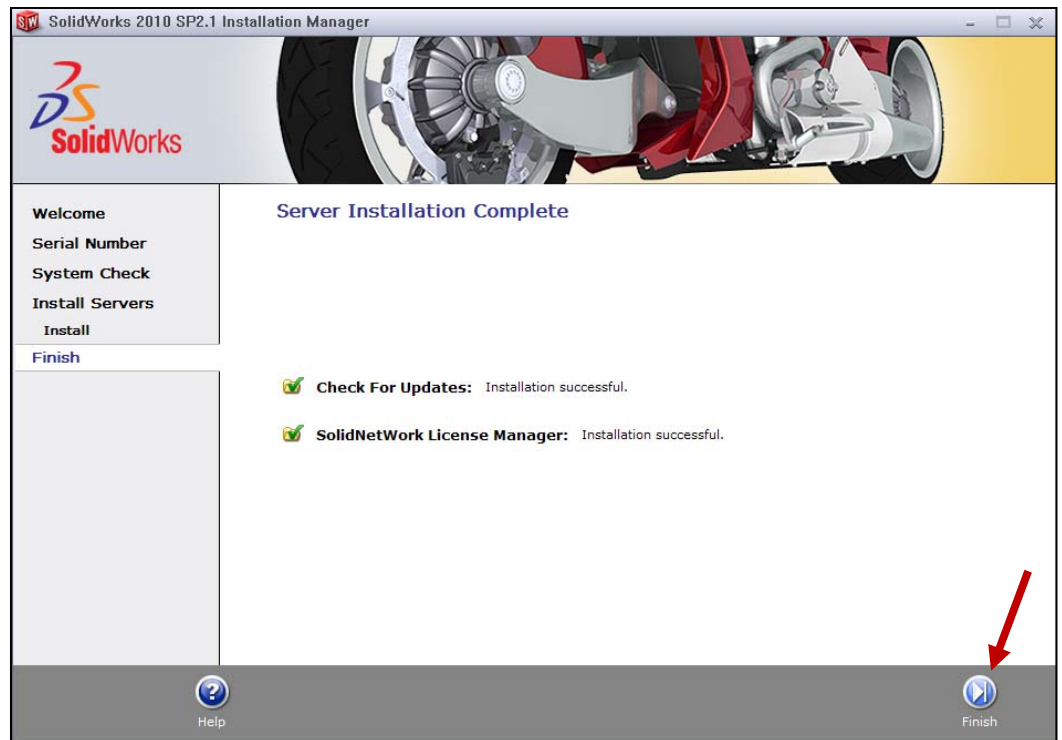 SolidWorks 2010 SP2.1 Installation Manager
SolidWorks
Welcome
Serial Number
System Check
Install Servers
Install
Finish
Server Installation Complete
Check For Updates: Installation successful.
SolidNetWork License Manager: Installation successful.
Help
Finish